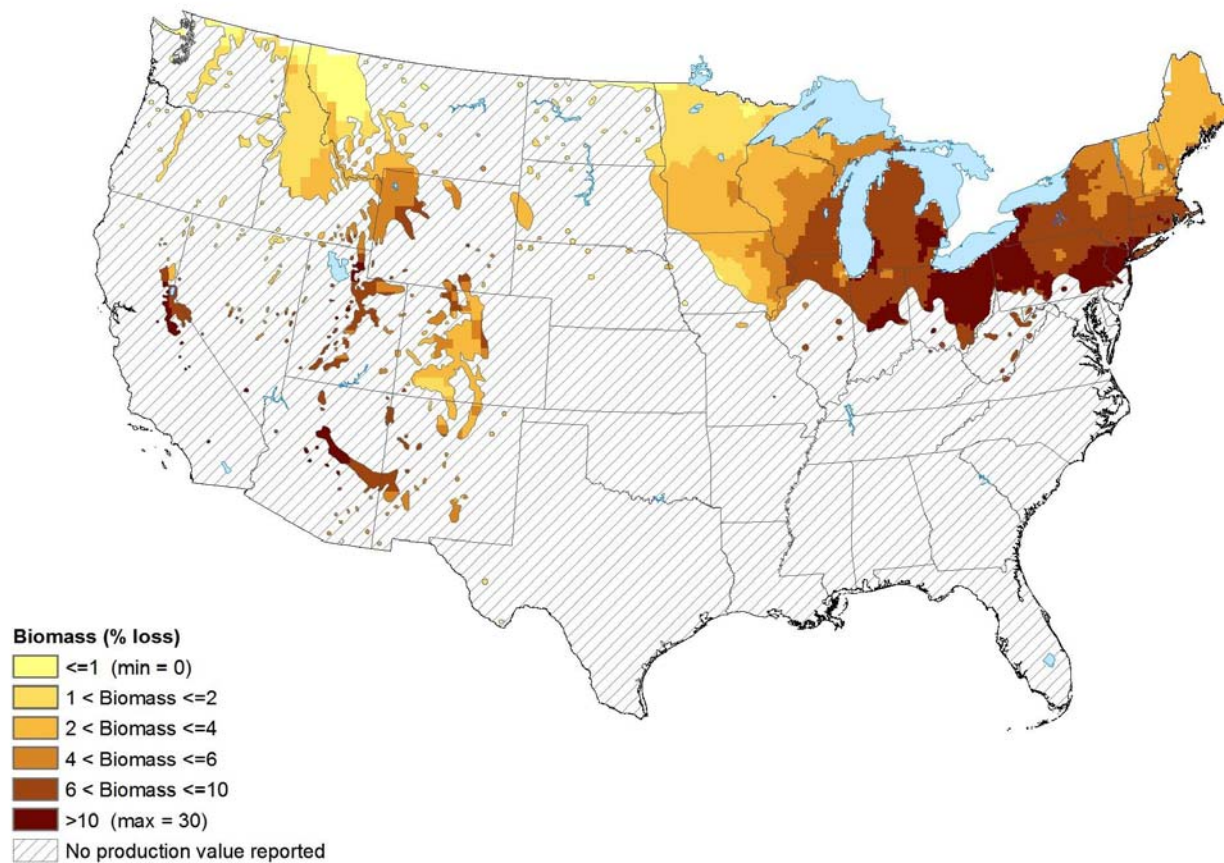 Biomass (% loss)
<=1 (min = 0)
1 < Biomass <=2
2 < Biomass <=4
4 < Biomass <=6
6 < Biomass <=10
>10 (max = 30)
No production value reported